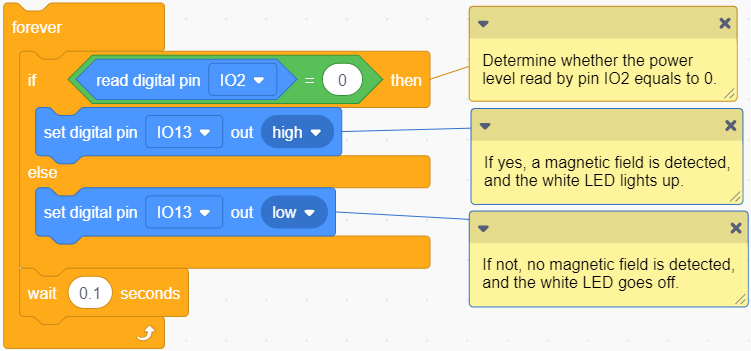 forever
if read digital pin IO2 = 0 then
Determine whether the power
level read by pin IO2 equals to 0.
set digital pin IO13 out high
If yes, a magnetic field is detected,
and the white LED lights up.
else
set digital pin IO13 out low
If not, no magnetic field is detected,
and the white LED goes off.
wait 0.1 seconds